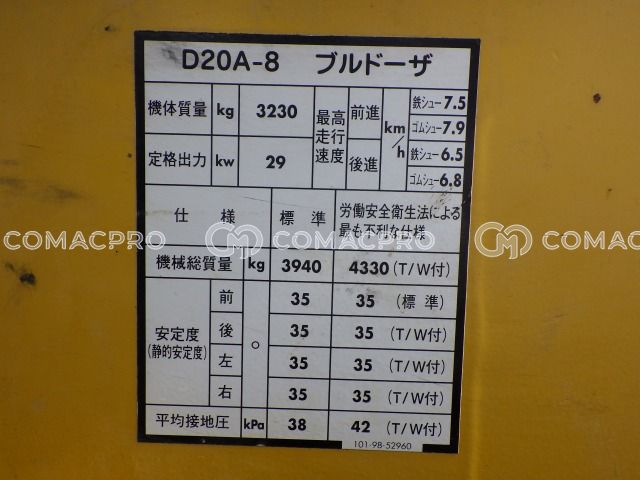 D20A-8 ブルドーザ
機体質量 kg 3230 最高走行速度 前進 km/h 鉄シュー 7.5
ゴムシュー 7.9
定格出力 kw 29 後進 鉄シュー 6.5
ゴムシュー 6.8
仕様 標準 労働安全衛生法による
最も不利な仕様
COMACPRO COMACPRO COMACPRO
機械総質量 kg 3940 4330 (T/W付)
安定度
(静的安定度)
前 ° 35 35 (標準)
後 35 35 (T/W付)
左 35 35 (T/W付)
右 35 35 (T/W付)
平均接地圧 kPa 38 42 (T/W付)
101-98-52960